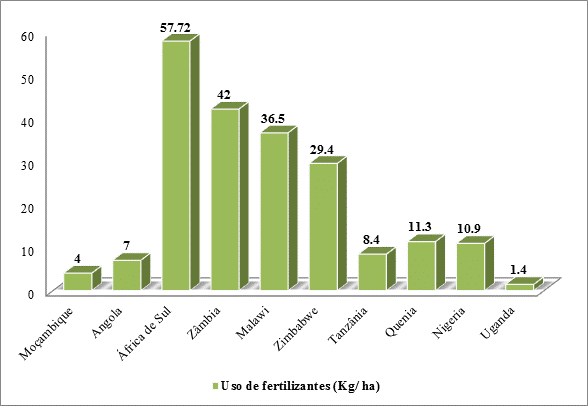 57.72
42
36.5
29.4
4
7
8.4
11.3
10.9
1.4
60
50
40
30
20
10
0
Moçambique
Angola
África de Sul
Zâmbia
Malawi
Zimbabwe
Tanzânia
Quenia
Nigeria
Uganda
Uso de fertilizantes (Kg/ ha)